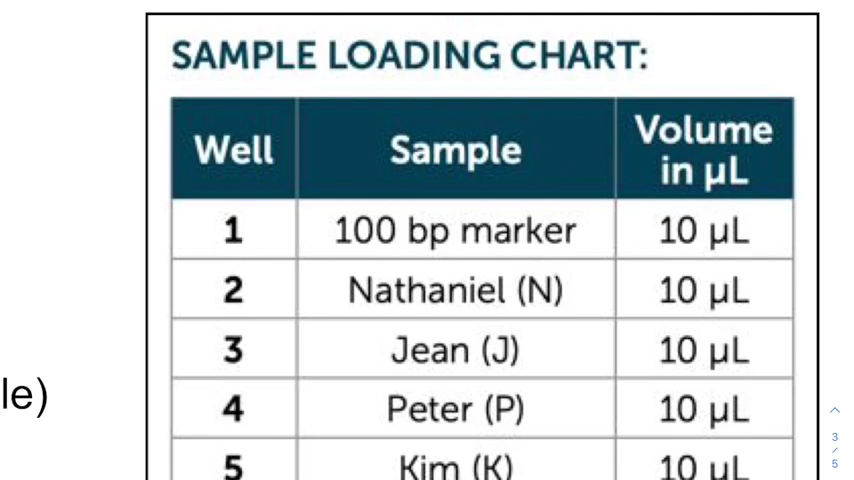 SAMPLE LOADING CHART:
Well Sample Volume in µL
1 100 bp marker 10 µL
2 Nathaniel (N) 10 µL
3 Jean (J) 10 µL
le)
4 Peter (P) 10 µL
5 Kim (K) 10 µL
3
/
5